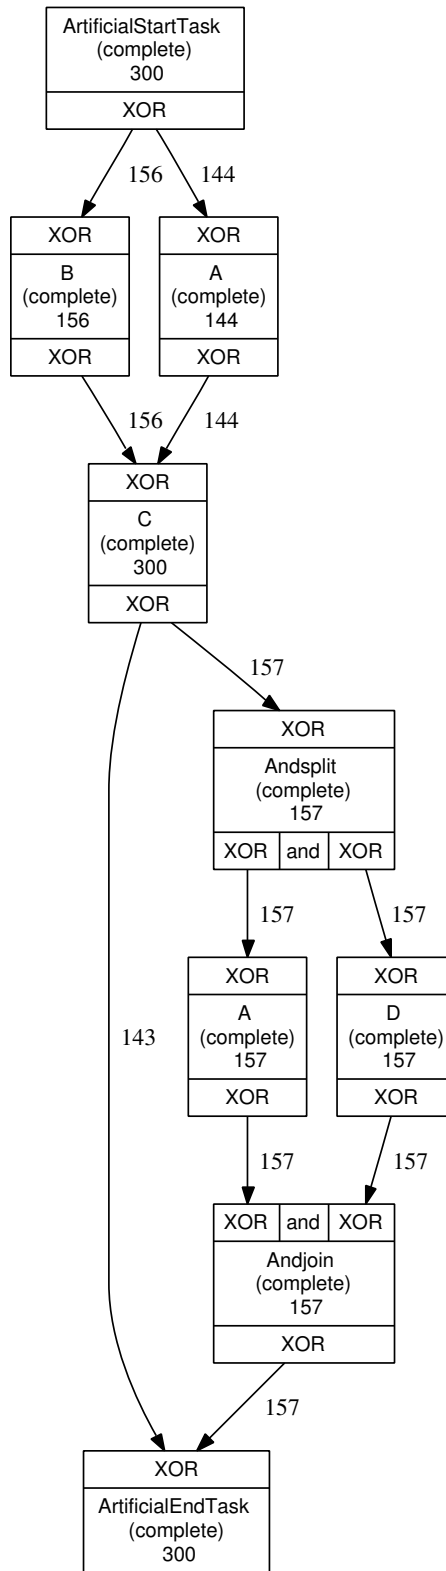 ArtificialStartTask
(complete)
300
XOR
156
144
XOR
B
(complete)
156
XOR
XOR
A
(complete)
144
XOR
156
144
XOR
C
(complete)
300
XOR
157
XOR
Andsplit
(complete)
157
XOR and XOR
157
157
143
XOR
A
(complete)
157
XOR
XOR
D
(complete)
157
XOR
157
157
XOR and XOR
Andjoin
(complete)
157
XOR
157
XOR
ArtificialEndTask
(complete)
300